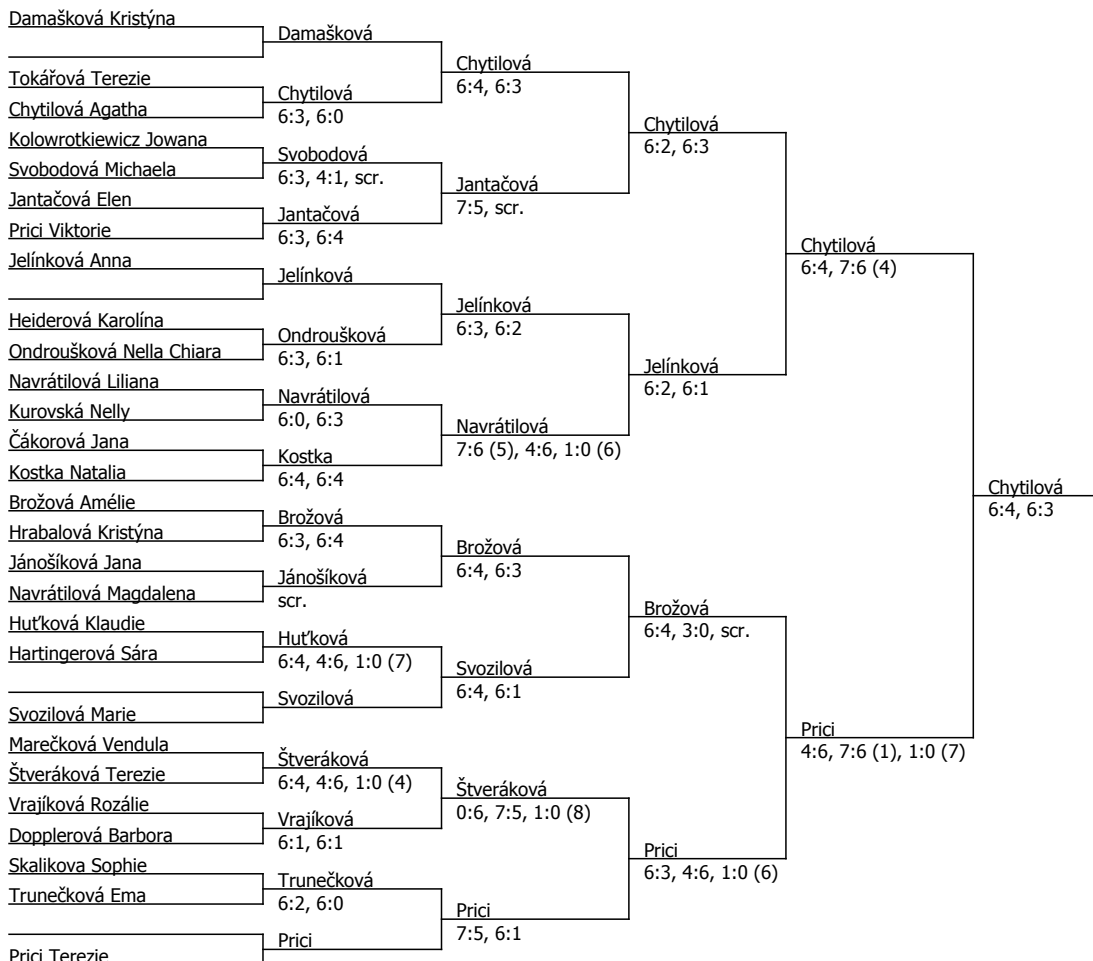 Damašková Kristýna
Tokářová Terezie
Chytilová Agatha
Kolowrotkiewicz Jowana
Svobodová Michaela
Jantačová Elen
Prici Viktorie
Jelínková Anna
Heiderová Karolína
Ondroušková Nella Chiara
Navrátilová Liliana
Kurovská Nelly
Čákorová Jana
Kostka Natalia
Brožová Amélie
Hrabalová Kristýna
Jánošíková Jana
Navrátilová Magdalena
Huťková Klaudie
Hartingerová Sára
Svozilová Marie
Marečková Vendula
Štveráková Terezie
Vrajíková Rozálie
Dopplerová Barbora
Skalikova Sophie
Trunečková Ema
Prici Terezie
Damašková
Chytilová
6:3, 6:0
Svobodová
6:3, 4:1, scr.
Jantačová
6:3, 6:4
Jelínková
Ondroušková
6:3, 6:1
Navrátilová
6:0, 6:3
Kostka
6:4, 6:4
Brožová
6:3, 6:4
Jánošíková
scr.
Huťková
6:4, 4:6, 1:0 (7)
Svozilová
Štveráková
6:4, 4:6, 1:0 (4)
Vrajíková
6:1, 6:1
Trunečková
6:2, 6:0
Prici
Chytilová
6:4, 6:3
Jantačová
7:5, scr.
Jelínková
6:3, 6:2
Navrátilová
7:6 (5), 4:6, 1:0 (6)
Brožová
6:4, 6:3
Svozilová
6:4, 6:1
Štveráková
0:6, 7:5, 1:0 (8)
Prici
7:5, 6:1
Chytilová
6:2, 6:3
Jelínková
6:2, 6:1
Brožová
6:4, 3:0, scr.
Prici
6:3, 4:6, 1:0 (6)
Chytilová
6:4, 7:6 (4)
Prici
4:6, 7:6 (1), 1:0 (7)
Chytilová
6:4, 6:3